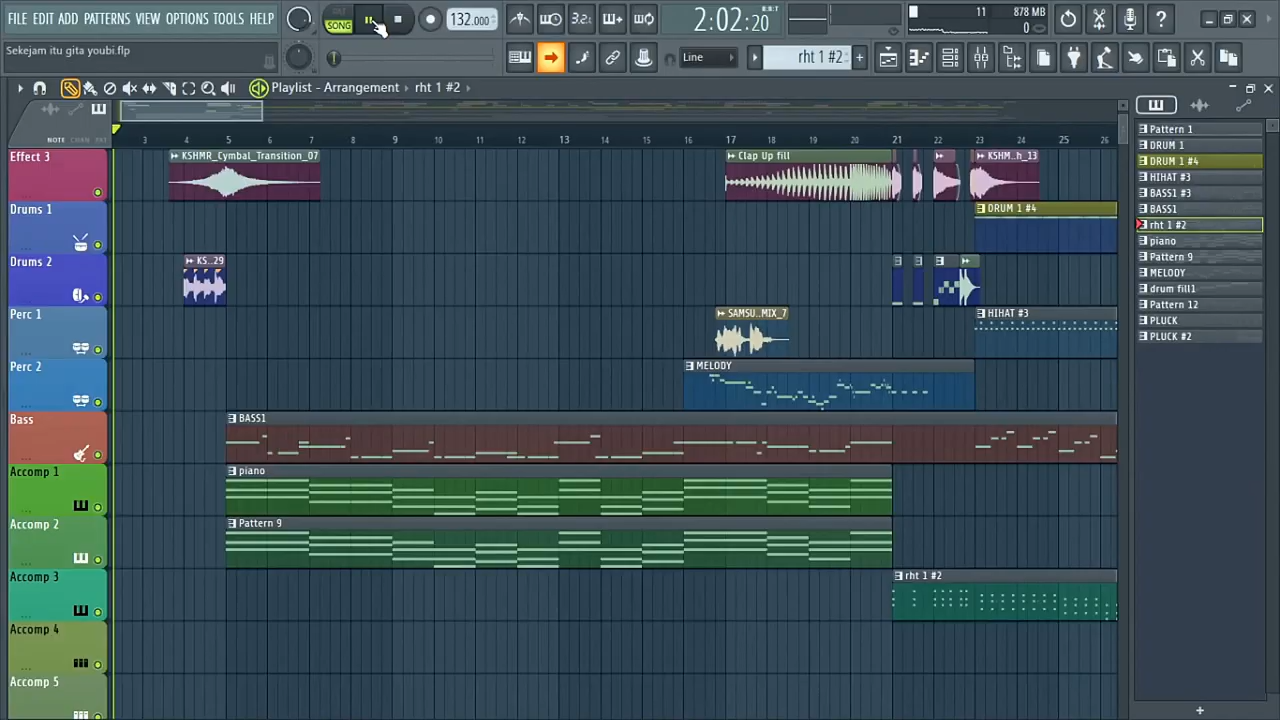 FILE EDIT ADD PATTERNS VIEW OPTIONS TOOLS HELP
PAT
SONG
132.000
3.2.
2:02:20
11
878 MB
0
Sekejam itu gita youbi.flp
Line
rht 1 #2
Playlist - Arrangement
rht 1 #2
NOTE CHAN PAT
3 4 5 6 7 8 9 10 11 12 13 14 15 16 17 18 19 20 21 22 23 24 25 26
Effect 3
KSHMR_Cymbal_Transition_07
Clap Up fill
KSHM..h_13
Drums 1
DRUM 1 #4
Drums 2
KS..29
Perc 1
SAMSU..MIX_7
HIHAT #3
Perc 2
MELODY
Bass
BASS1
Accomp 1
piano
Accomp 2
Pattern 9
Accomp 3
rht 1 #2
Accomp 4
Accomp 5
Pattern 1
DRUM 1
DRUM 1 #4
HIHAT #3
BASS1 #3
BASS1
rht 1 #2
piano
Pattern 9
MELODY
drum fill1
Pattern 12
PLUCK
PLUCK #2